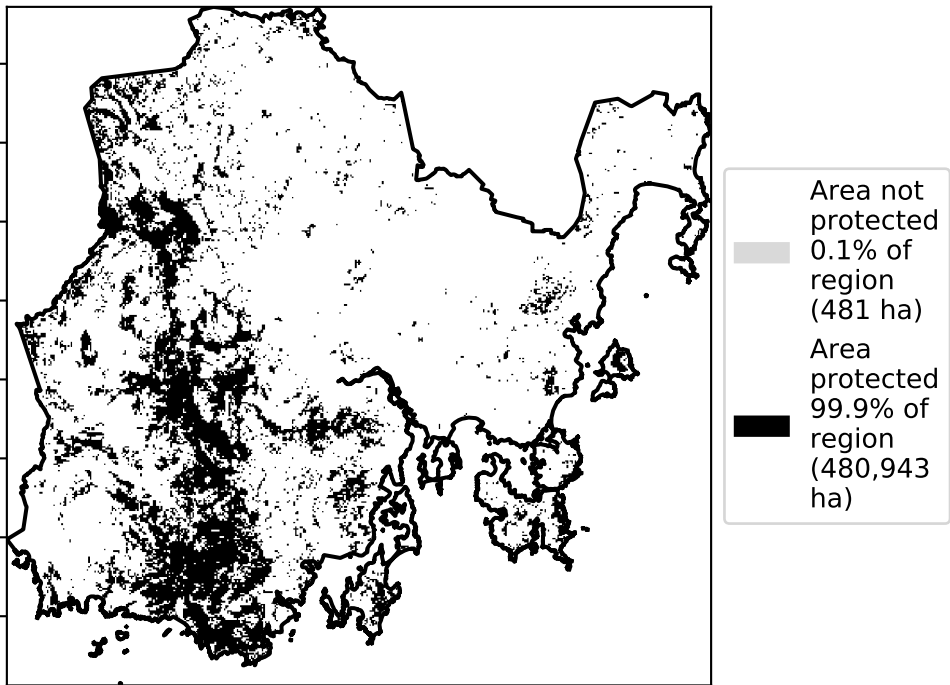 Area not
protected
0.1% of
region
(481 ha)
Area
protected
99.9% of
region
(480,943
ha)